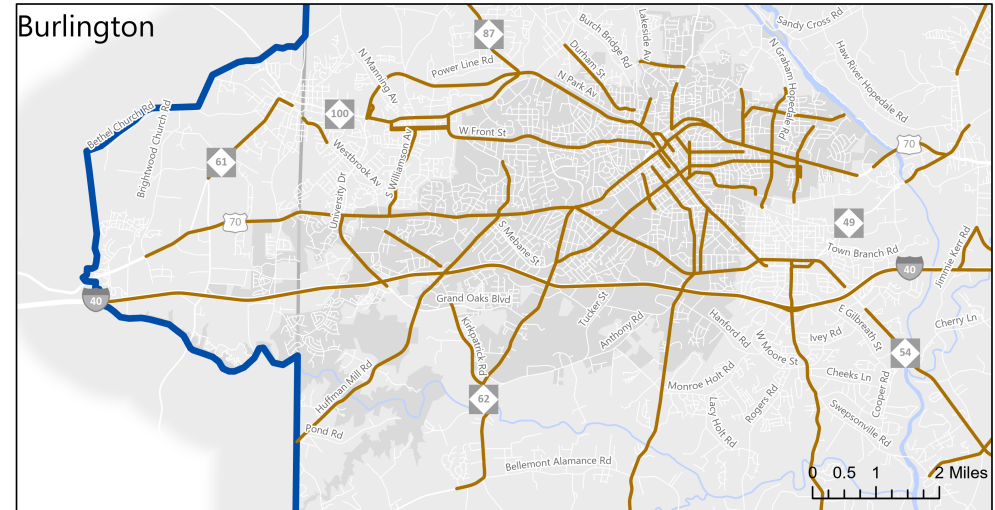 Burlington
87
Burch Bridge Rd
Lakeside Av
Sandy Cross Rd
Durham St
N Manning Av
Power Line Rd
N Park Av
N Graham Hopedale Rd
Haw River Hopedale Rd
Bethel Church Rd
Brightwood Church Rd
100
W Front St
61
Westbrook Av
S Williamson Av
70
University Dr
70
S Mebane St
49
Town Branch Rd
Jimmie Kerr Rd
40
40
Grand Oaks Blvd
Tucker St
Anthony Rd
Kirkpatrick Rd
Hanford Rd
W Moore St
Ivey Rd
E Gilbreath St
Cherry Ln
54
Huffman Mill Rd
Monroe Holt Rd
Cheeks Ln
Cooper Rd
62
Rogers Rd
Lacy Holt Rd
Swepsonville Rd
Pond Rd
Bellemont Alamance Rd
0 0.5 1 2 Miles